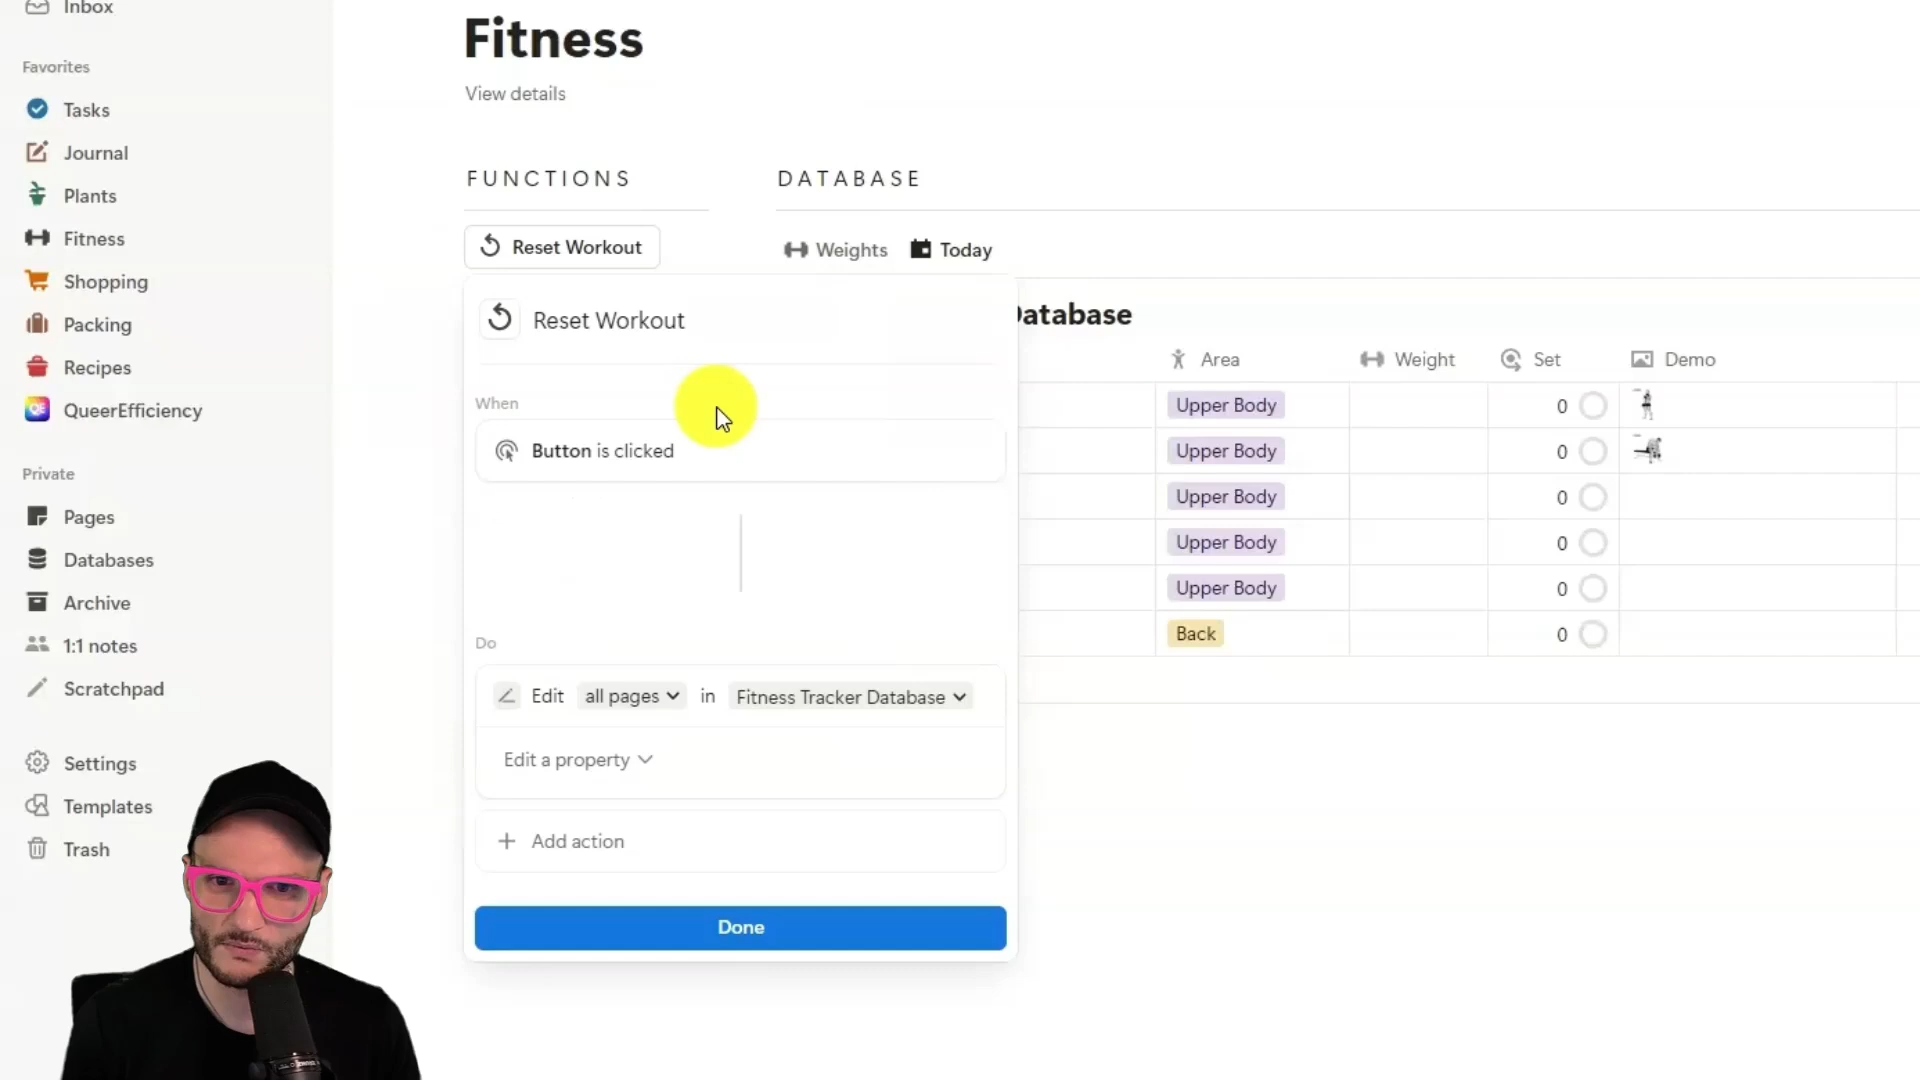 Inbox
Favorites
Tasks
Journal
Plants
Fitness
Shopping
Packing
Recipes
QE QueerEfficiency
Private
Pages
Databases
Archive
1:1 notes
Scratchpad
Settings
Templates
Trash
Fitness
View details
FUNCTIONS
Reset Workout
Reset Workout
When
Button is clicked
Do
Edit all pages in Fitness Tracker Database
Edit a property
Add action
Done
DATABASE
Weights Today
Database
Area Weight Set Demo
Upper Body 0
Upper Body 0
Upper Body 0
Upper Body 0
Upper Body 0
Back 0